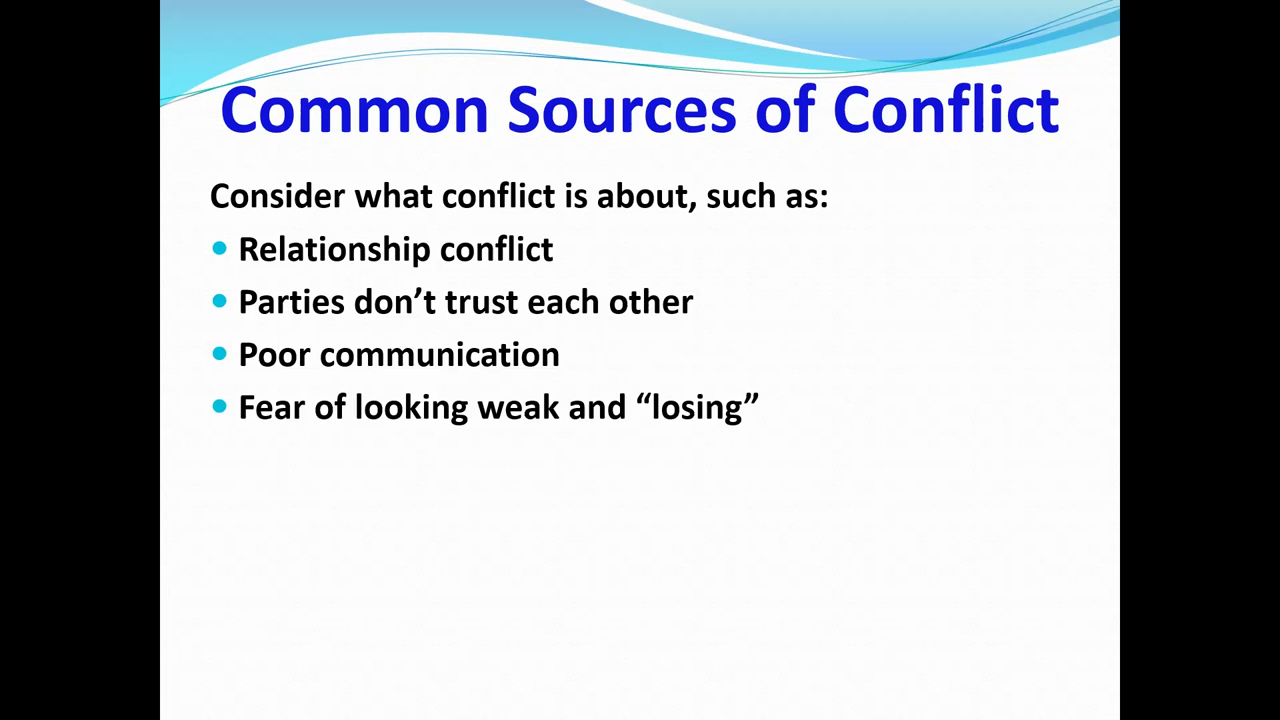 Common Sources of Conflict
Consider what conflict is about, such as:
• Relationship conflict
• Parties don’t trust each other
• Poor communication
• Fear of looking weak and “losing”